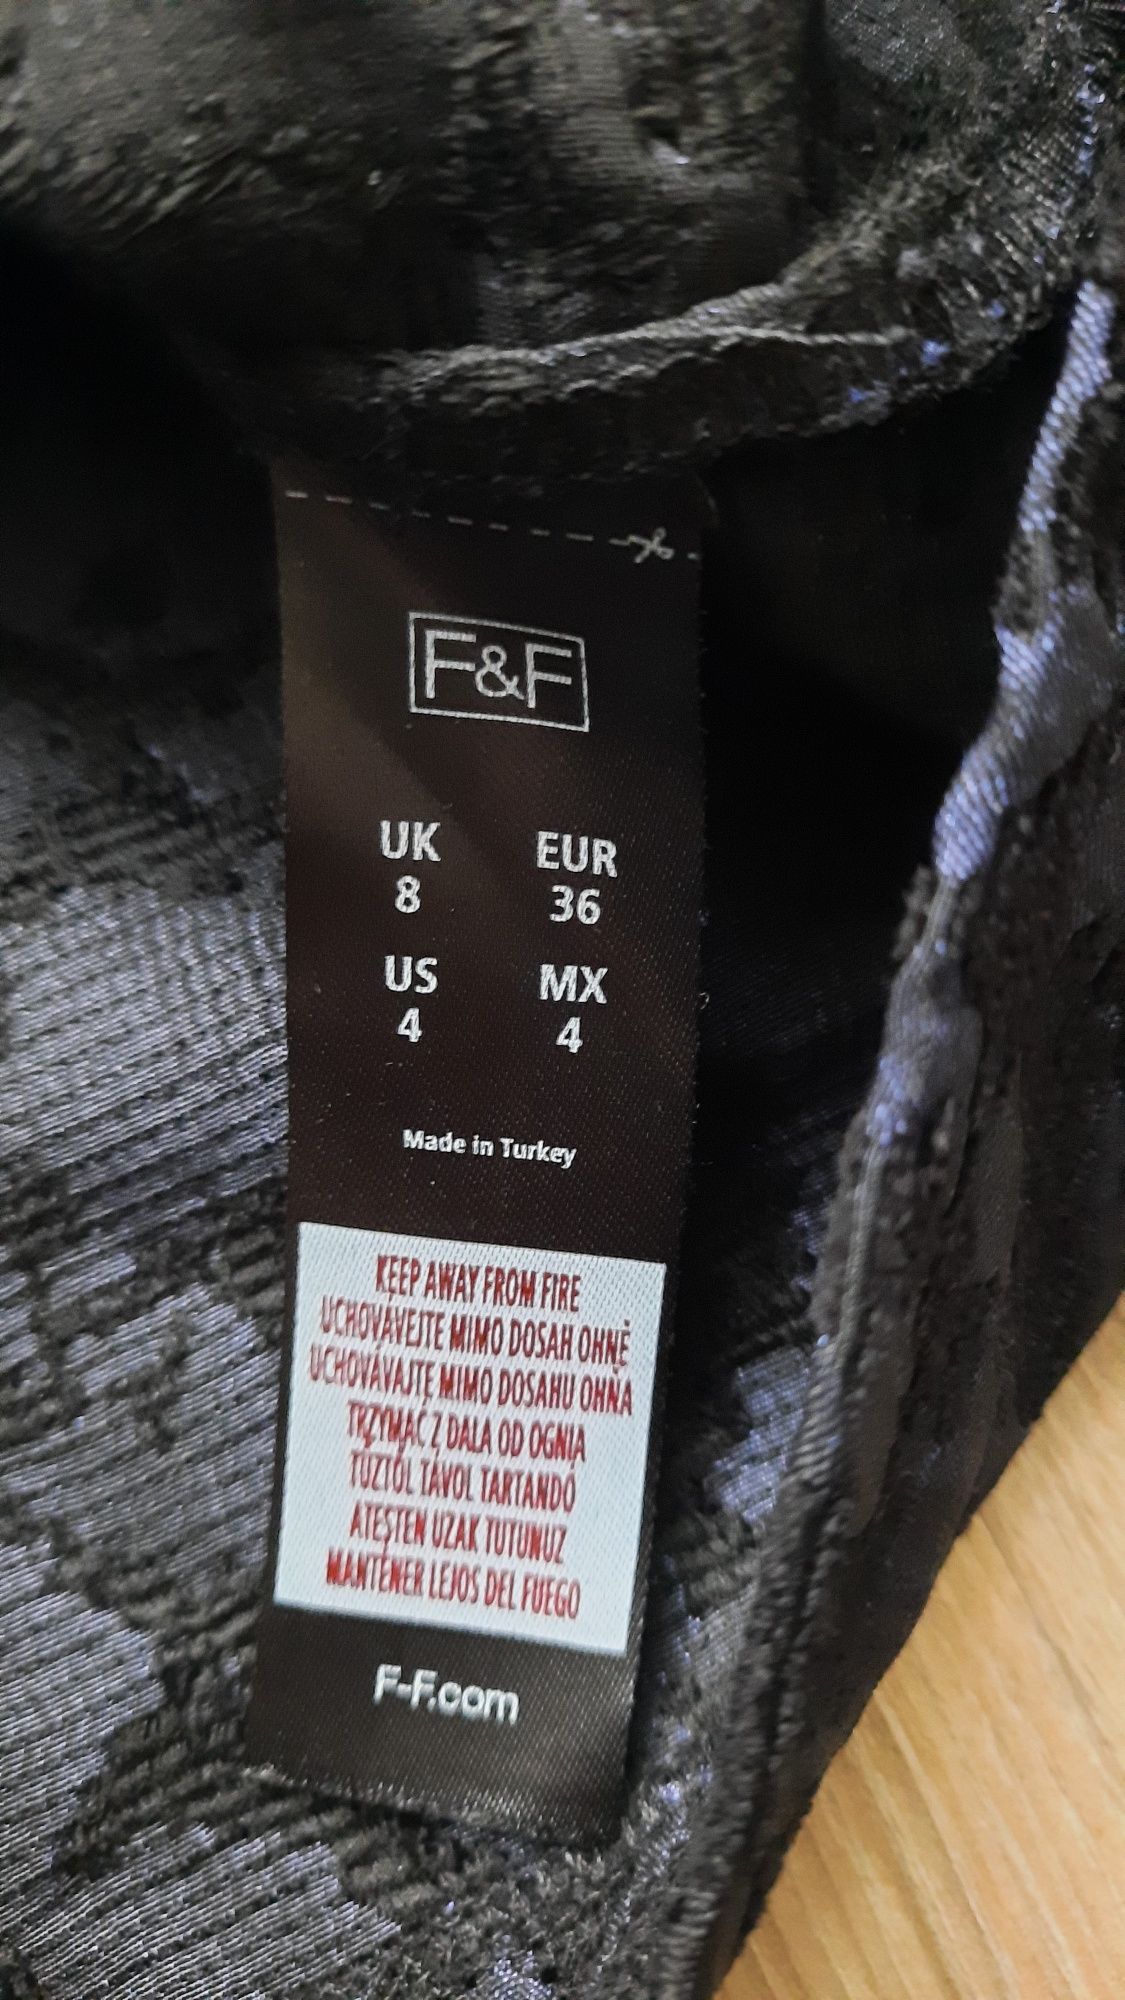 F&F
UK EUR
8 36
US MX
4 4
Made in Turkey
KEEP AWAY FROM FIRE
UCHOVÁVEJTE MIMO DOSAH OHNĚ
UCHOVÁVAJTE MIMO DOSAHU OHŇA
TRZYMAĆ Z DALA OD OGNIA
TŰZTŐL TÁVOL TARTANDÓ
ATEŞTEN UZAK TUTUNUZ
MANTENER LEJOS DEL FUEGO
F-F.com